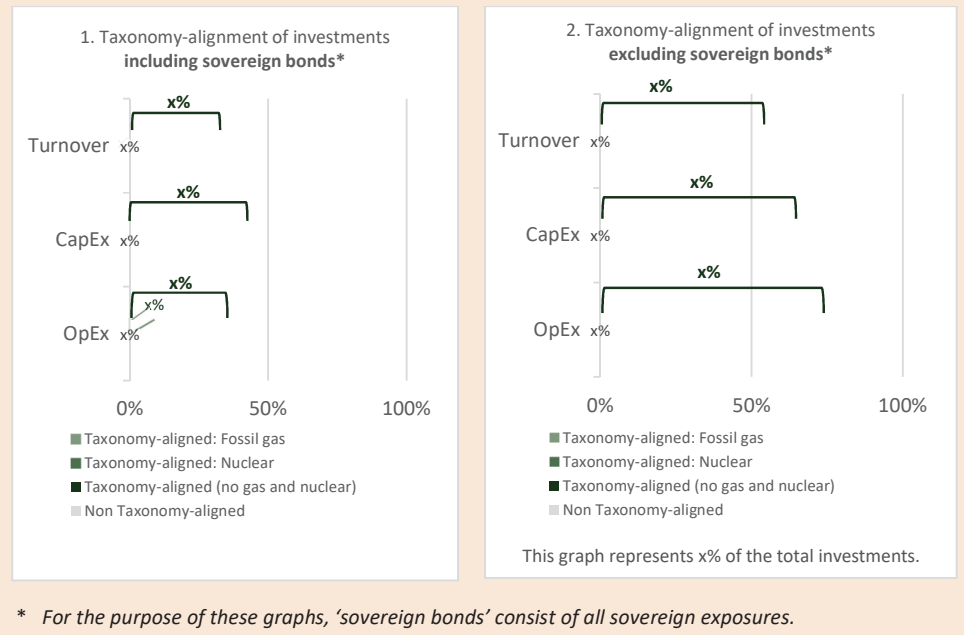 1. Taxonomy-alignment of investments
including sovereign bonds*
x%
Turnover x%
x%
CapEx x%
x%
x%
OpEx x%
0% 50% 100%
Taxonomy-aligned: Fossil gas
Taxonomy-aligned: Nuclear
Taxonomy-aligned (no gas and nuclear)
Non Taxonomy-aligned
2. Taxonomy-alignment of investments
excluding sovereign bonds*
x%
Turnover x%
x%
CapEx x%
x%
OpEx x%
0% 50% 100%
Taxonomy-aligned: Fossil gas
Taxonomy-aligned: Nuclear
Taxonomy-aligned (no gas and nuclear)
Non Taxonomy-aligned
This graph represents x% of the total investments.
* For the purpose of these graphs, ‘sovereign bonds’ consist of all sovereign exposures.